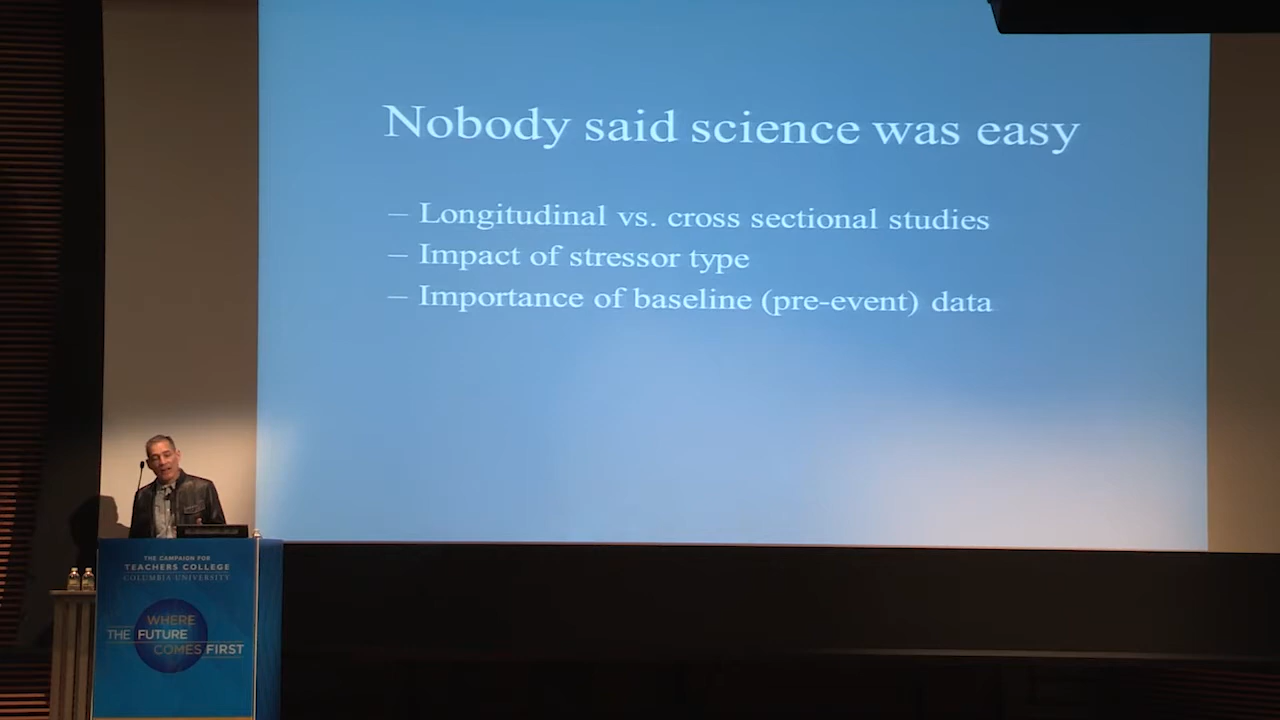 Nobody said science was easy
– Longitudinal vs. cross sectional studies
– Impact of stressor type
– Importance of baseline (pre-event) data
THE CAMPAIGN FOR
TEACHERS COLLEGE
COLUMBIA UNIVERSITY
WHERE
THE FUTURE
COMES FIRST